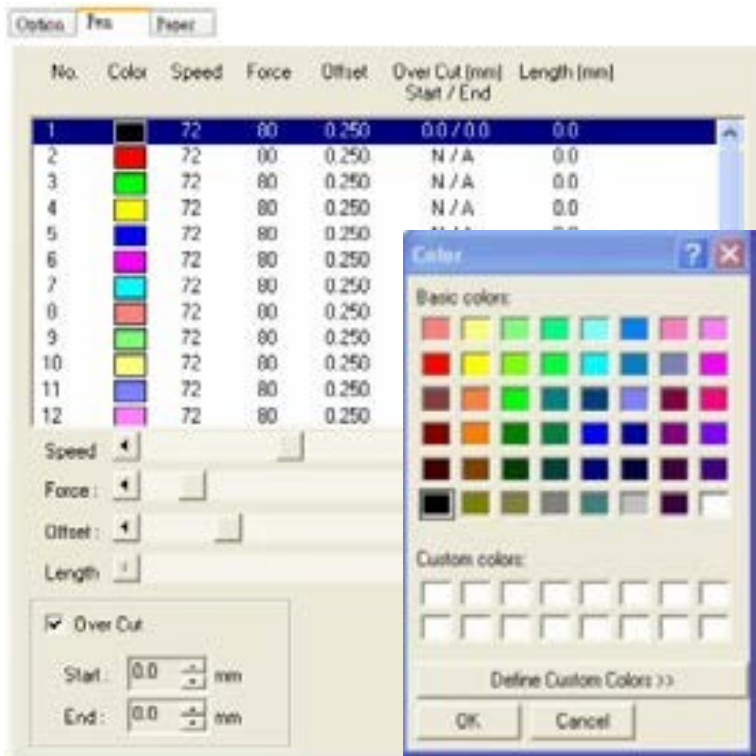 Option Pen Paper
No. Color Speed Force Offset Over Cut (mm) Length (mm)
Start / End
1 72 80 0.250 0.0 / 0.0 0.0
2 72 80 0.250 N / A 0.0
3 72 80 0.250 N / A 0.0
4 72 80 0.250 N / A 0.0
5 72 80 0.250
6 72 80 0.250
7 72 80 0.250
8 72 80 0.250
9 72 80 0.250
10 72 80 0.250
11 72 80 0.250
12 72 80 0.250
Speed
Force :
Offset :
Length
Over Cut
Start : 0.0 mm
End : 0.0 mm
Color
Basic colors:
Custom colors:
Define Custom Colors >>
OK Cancel